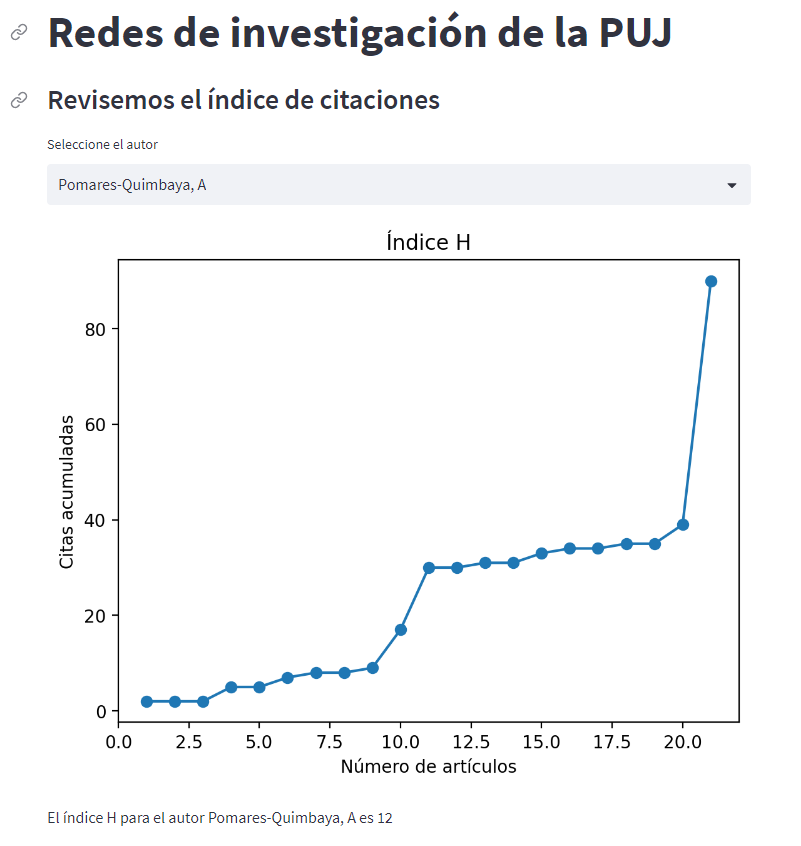 Redes de investigación de la PUJ
Revisemos el índice de citaciones
Seleccione el autor
Pomares-Quimbaya, A
Índice H
80
60
40
20
0
Citas acumuladas
0.0 2.5 5.0 7.5 10.0 12.5 15.0 17.5 20.0
Número de artículos
El índice H para el autor Pomares-Quimbaya, A es 12